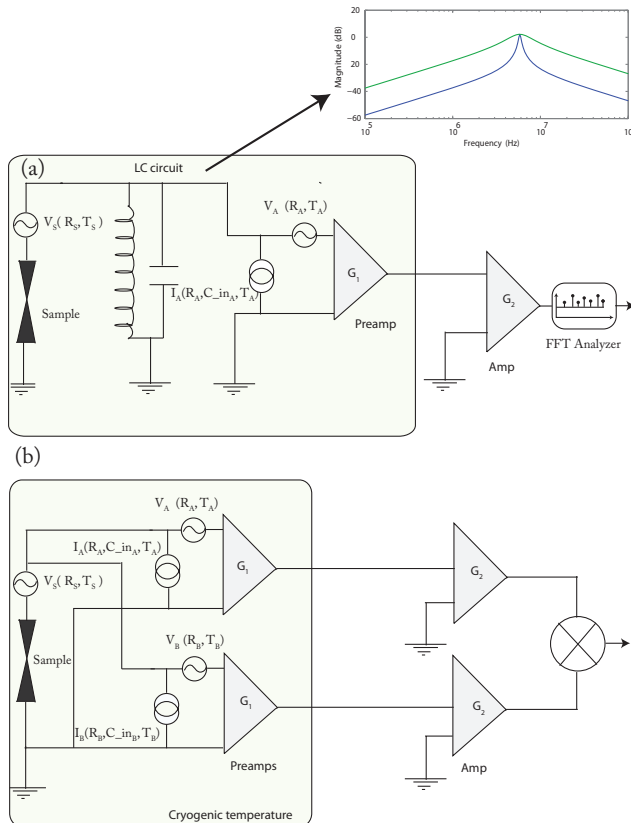 20
0
−20
−40
−60
Magnitude (dB)
10 5
10 6
10 7
10
Frequency (Hz)
(a)
LC circuit
V_S( R_S, T_S)
Sample
I_A(R_A, C_in_A, T_A)
V_A (R_A, T_A)
G_1
Preamp
G_2
Amp
FFT Analyzer
(b)
V_A (R_A, T_A)
I_A(R_A,C_in_A,T_A)
G_1
V_S( R_S, T_S)
Sample
V_B(R_B, T_B)
I_B(R_B,C_in_B,T_B)
G_1
Preamps
G_2
G_2
Amp
Cryogenic temperature